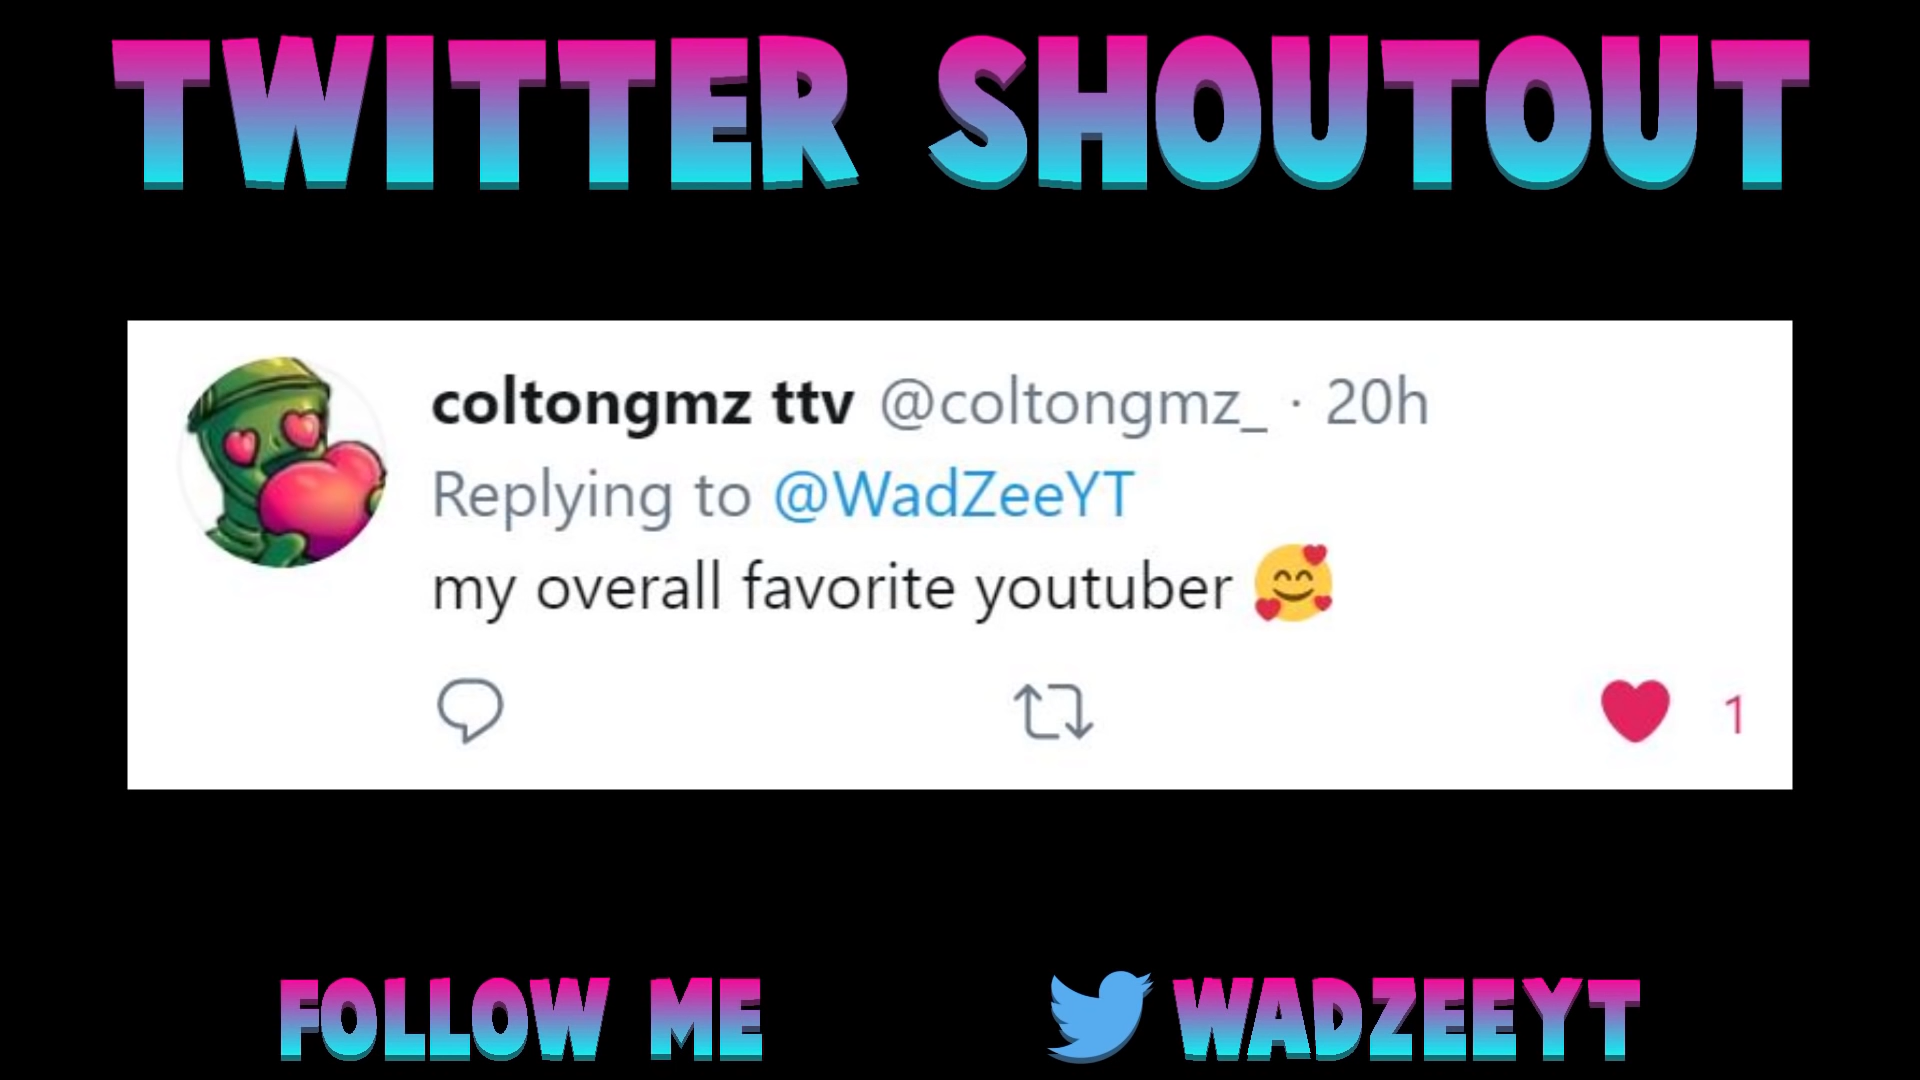 TWITTER SHOUTOUT
coltongmz ttv @coltongmz_ · 20h
Replying to @WadZeeYT
my overall favorite youtuber 🥰
1
FOLLOW ME WADZEEYT